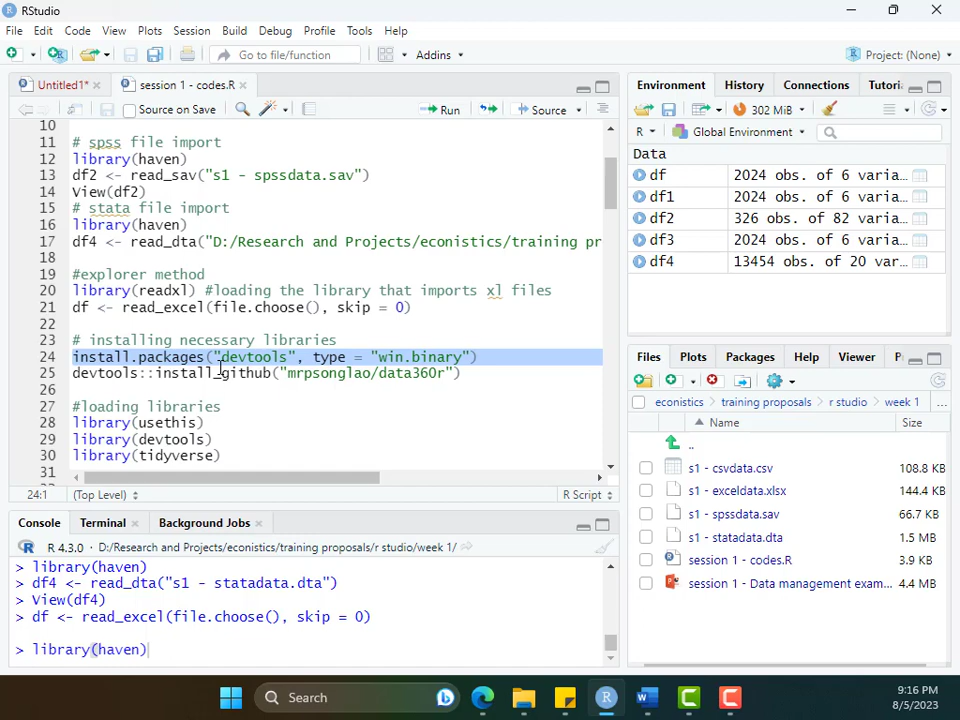 RStudio
File Edit Code View Plots Session Build Debug Profile Tools Help
Go to file/function Addins Project: (None)
Untitled1* session 1 - codes.R
Source on Save Run Source
10
11 # spss file import
12 library(haven)
13 df2 <- read_sav("s1 - spssdata.sav")
14 View(df2)
15 # stata file import
16 library(haven)
17 df4 <- read_dta("D:/Research and Projects/econistics/training pr
18
19 #explorer method
20 library(readxl) #loading the library that imports xl files
21 df <- read_excel(file.choose(), skip = 0)
22
23 # installing necessary libraries
24 install.packages("devtools", type = "win.binary")
25 devtools::install_github("mrpsonglao/data360r")
26
27 #loading libraries
28 library(usethis)
29 library(devtools)
30 library(tidyverse)
31
24:1 (Top Level) R Script
Console Terminal Background Jobs
R 4.3.0 · D:/Research and Projects/econistics/training proposals/r studio/week 1/
> library(haven)
> df4 <- read_dta("s1 - statadata.dta")
> View(df4)
> df <- read_excel(file.choose(), skip = 0)
> library(haven)
Environment History Connections Tutori
302 MiB
R Global Environment
Data
df 2024 obs. of 6 varia...
df1 2024 obs. of 6 varia...
df2 326 obs. of 82 varia...
df3 2024 obs. of 6 varia...
df4 13454 obs. of 20 var...
Files Plots Packages Help Viewer P
econistics training proposals r studio week 1 ...
Name Size
..
s1 - csvdata.csv 108.8 KB
s1 - exceldata.xlsx 144.4 KB
s1 - spssdata.sav 66.7 KB
s1 - statadata.dta 1.5 MB
session 1 - codes.R 3.9 KB
session 1 - Data management exam... 4.4 MB
Search
9:16 PM
8/5/2023